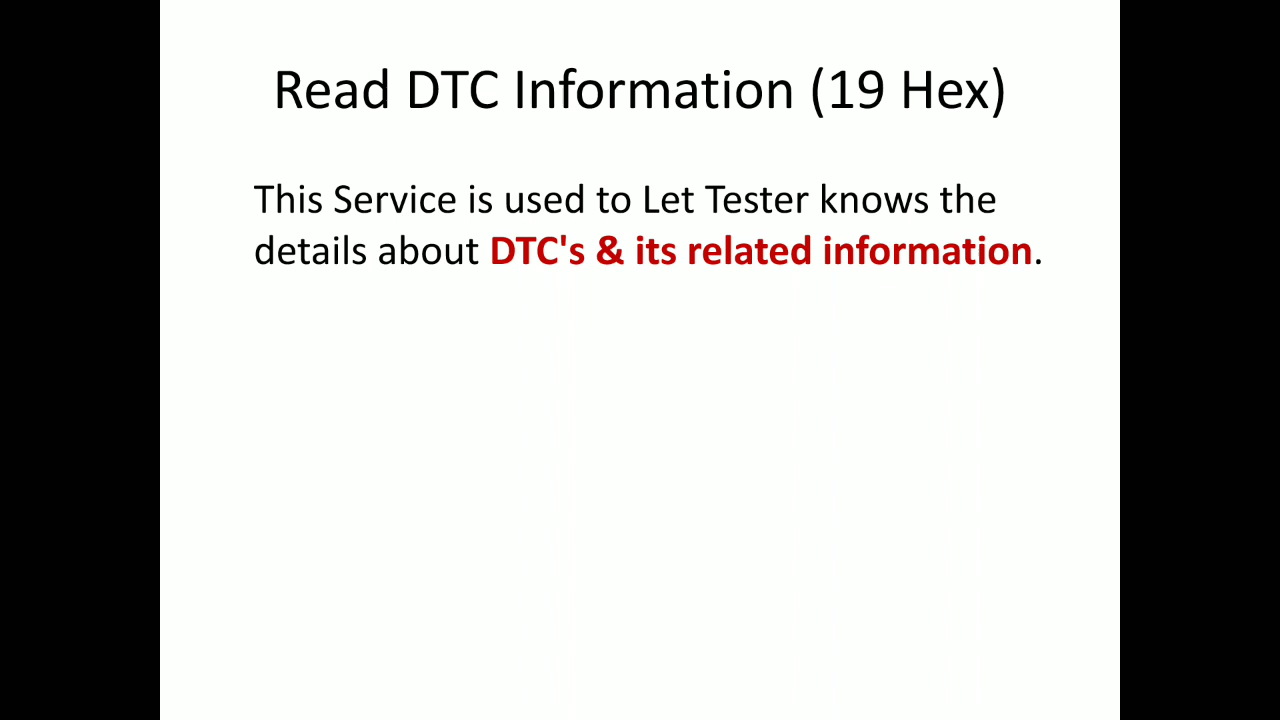 Read DTC Information (19 Hex)
This Service is used to Let Tester knows the
details about DTC's & its related information.